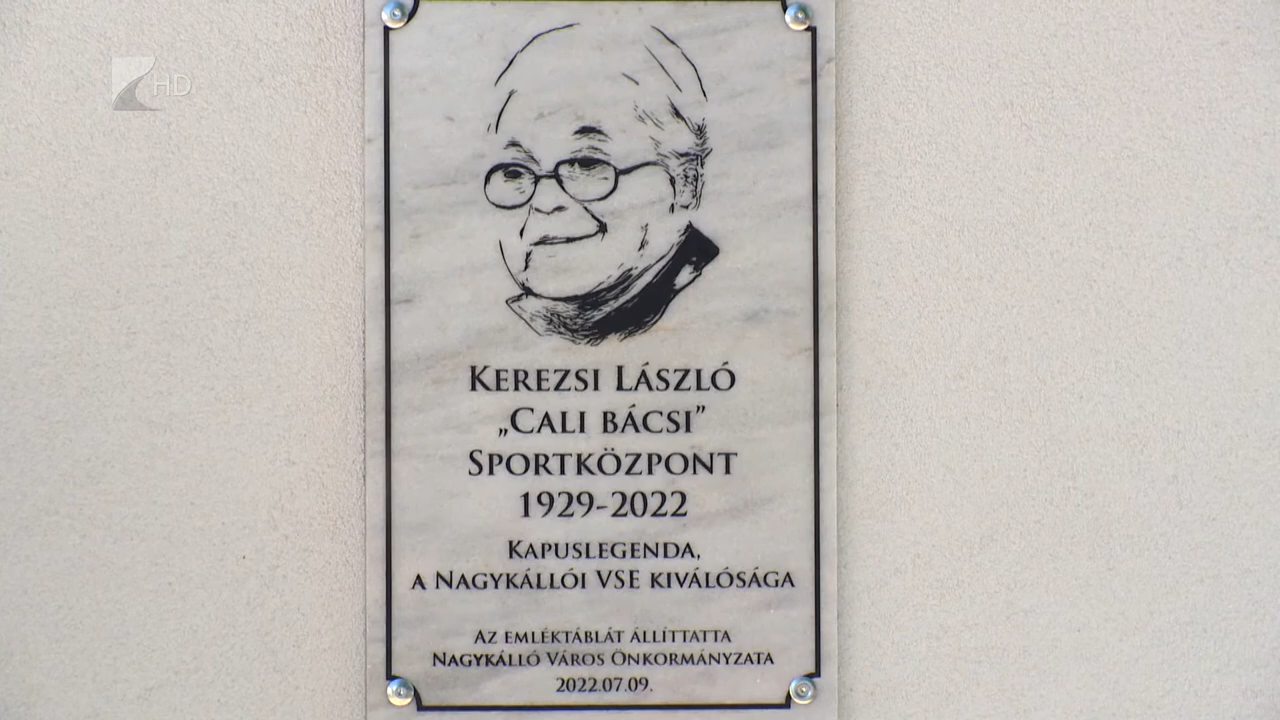 HD
KEREZSI LÁSZLÓ
„CALI BÁCSI”
SPORTKÖZPONT
1929-2022
KAPUSLEGENDA,
A NAGYKÁLLÓI VSE KIVÁLÓSÁGA
AZ EMLÉKTÁBLÁT ÁLLÍTTATTA
NAGYKÁLLÓ VÁROS ÖNKORMÁNYZATA
2022.07.09.